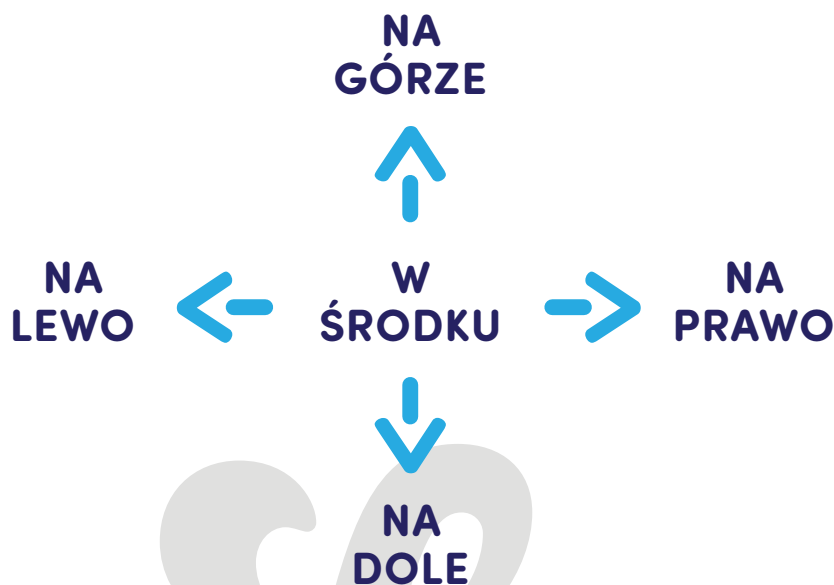 NA
GÓRZE
NA
LEWO
W
ŚRODKU
NA
PRAWO
NA
DOLE